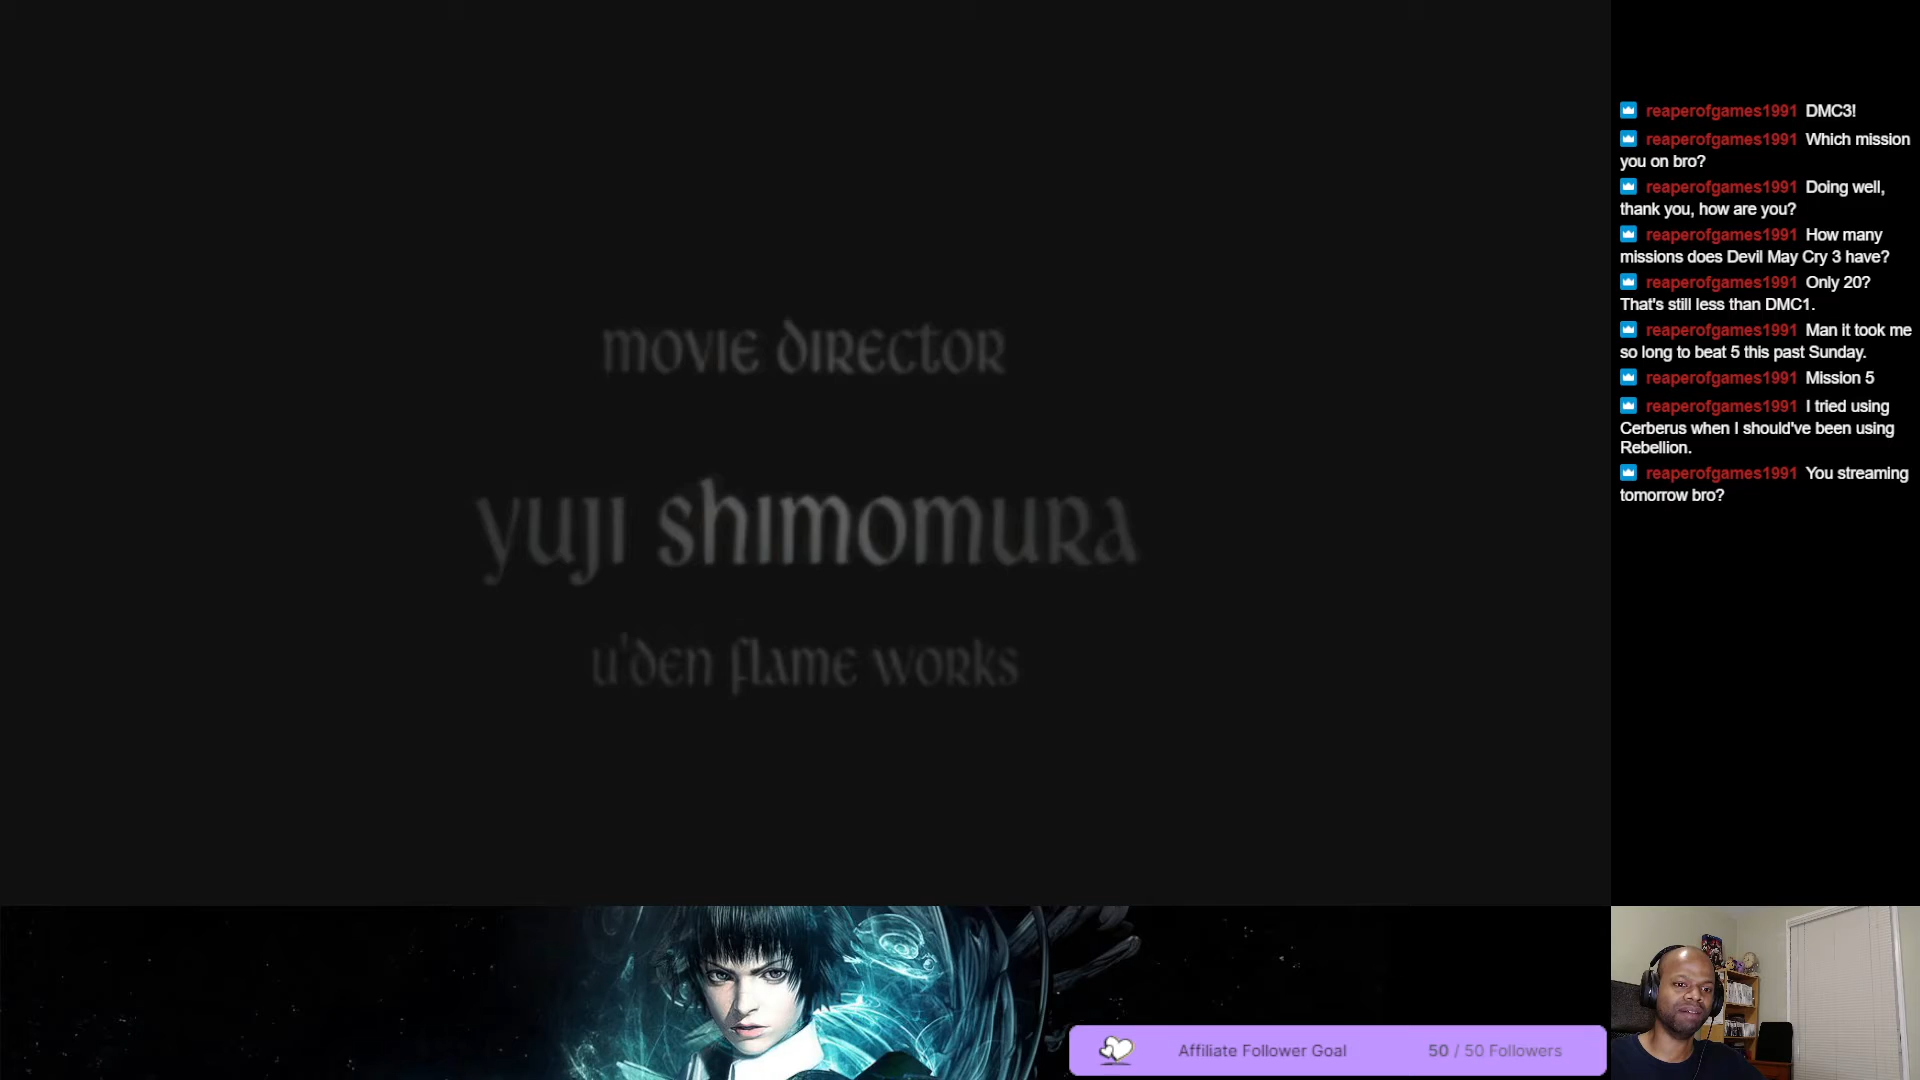 movie director
yuji shimomura
u'den flame works
reaperofgames1991 DMC3!
reaperofgames1991 Which mission
you on bro?
reaperofgames1991 Doing well,
thank you, how are you?
reaperofgames1991 How many
missions does Devil May Cry 3 have?
reaperofgames1991 Only 20?
That's still less than DMC1.
reaperofgames1991 Man it took me
so long to beat 5 this past Sunday.
reaperofgames1991 Mission 5
reaperofgames1991 I tried using
Cerberus when I should've been using
Rebellion.
reaperofgames1991 You streaming
tomorrow bro?
Affiliate Follower Goal 50 / 50 Followers